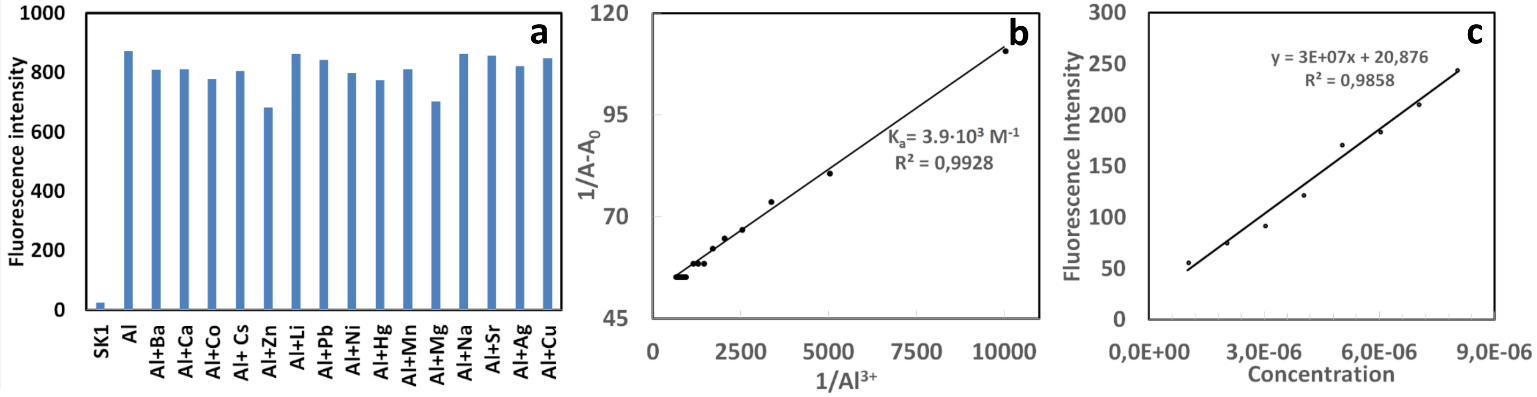 a
Fluorescence intensity
1000
800
600
400
200
0
SK1
Al
Al+Ba
Al+Ca
Al+Co
Al+ Cs
Al+Zn
Al+Li
Al+Pb
Al+Ni
Al+Hg
Al+Mn
Al+Mg
Al+Na
Al+Sr
Al+Ag
Al+Cu
b
1/A-A₀
120
95
70
45
Kₐ= 3.9·10³ M⁻¹
R² = 0,9928
0
2500
5000
7500
10000
1/Al³⁺
c
Fluorescence Intensity
300
250
200
150
100
50
0
y = 3E+07x + 20,876
R² = 0,9858
0,0E+00
3,0E-06
6,0E-06
9,0E-06
Concentration